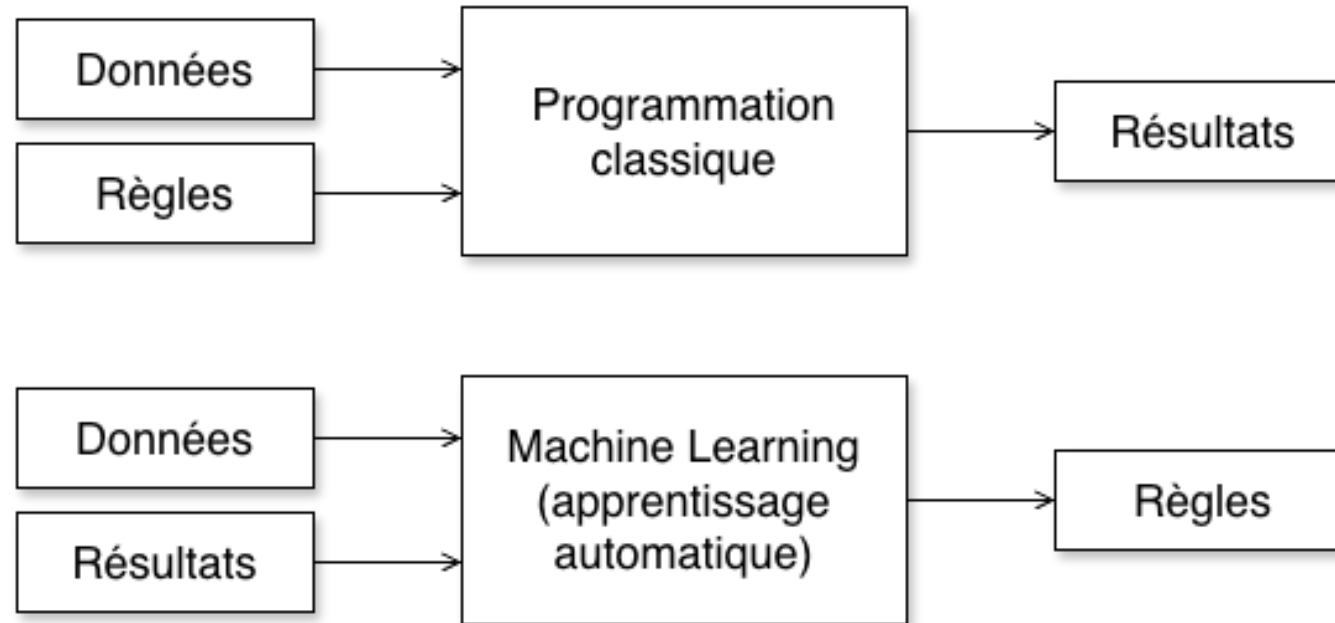 Données
Règles
Programmation
classique
Résultats
Données
Résultats
Machine Learning
(apprentissage
automatique)
Règles